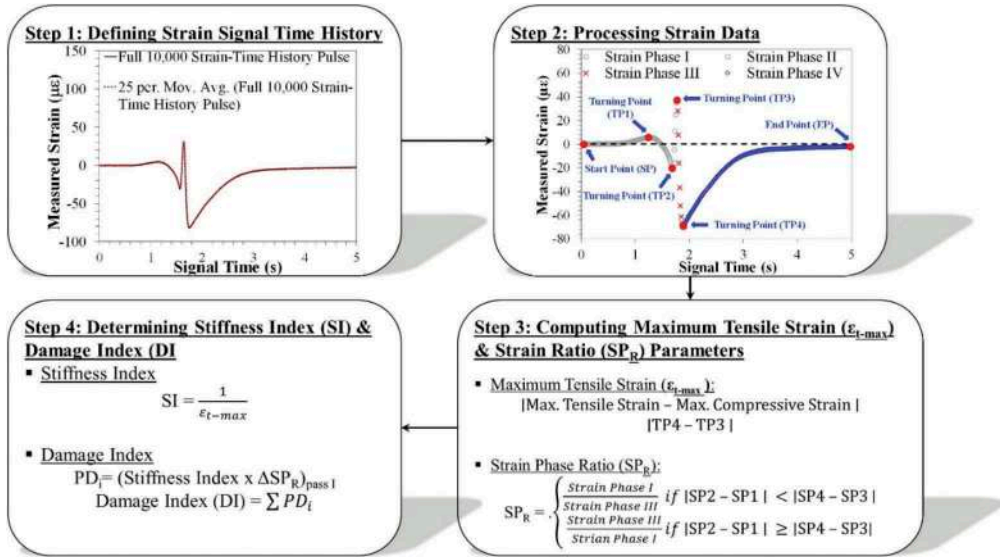 Step 1: Defining Strain Signal Time History
Measured Strain (με)
150
100
50
0
-50
-100
Full 10,000 Strain-Time History Pulse
25 per. Mov. Avg. (Full 10,000 Strain-
Time History Pulse)
0 1 2 3 4 5
Signal Time (s)
Step 2: Processing Strain Data
Measured Strain (με)
80
60
40
20
0
-20
-40
-60
-80
Strain Phase I
Strain Phase II
Strain Phase III
Strain Phase IV
Turning Point
(TP1)
Turning Point (TP3)
End Point (EP)
Start Point (SP)
Turning Point (TP2)
Turning Point (TP4)
0 1 2 3 4 5
Signal Time (s)
Step 3: Computing Maximum Tensile Strain (εt-max)
& Strain Ratio (SPR) Parameters
▪ Maximum Tensile Strain (εt-max):
|Max. Tensile Strain – Max. Compressive Strain |
|TP4 – TP3 |
▪ Strain Phase Ratio (SPR):
SPR = . { Strain Phase I / Strain Phase III if |SP2 – SP1 | < |SP4 – SP3|
Strain Phase III / Strian Phase I if |SP2 – SP1 | ≥ |SP4 – SP3|
Step 4: Determining Stiffness Index (SI) &
Damage Index (DI
▪ Stiffness Index
SI = 1 / εt−max
▪ Damage Index
PDi= (Stiffness Index x ΔSPR)pass I
Damage Index (DI) = ∑ PDi